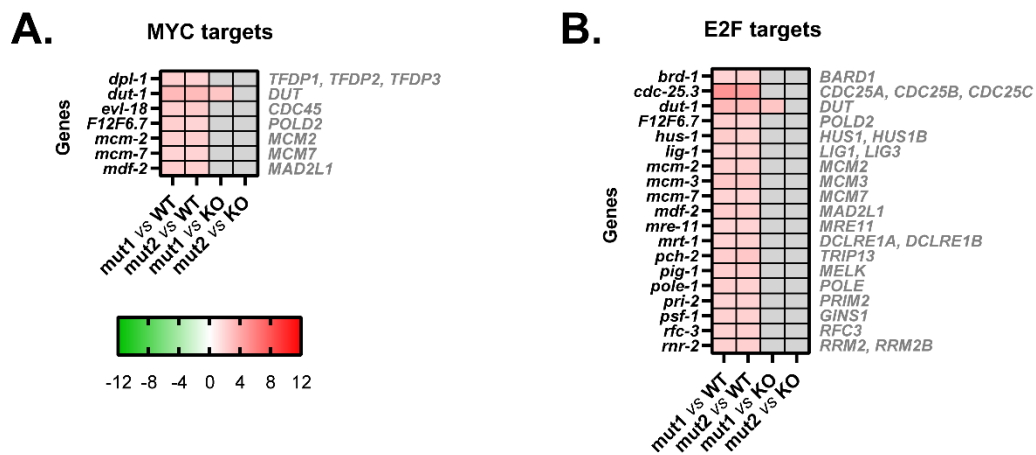 A.
MYC targets
Genes
dpl-1 TFDP1, TFDP2, TFDP3
dut-1 DUT
evl-18 CDC45
F12F6.7 POLD2
mcm-2 MCM2
mcm-7 MCM7
mdf-2 MAD2L1
mut1 vs WT
mut2 vs WT
mut1 vs KO
mut2 vs KO
-12 -8 -4 0 4 8 12
B.
E2F targets
Genes
brd-1 BARD1
cdc-25.3 CDC25A, CDC25B, CDC25C
dut-1 DUT
F12F6.7 POLD2
hus-1 HUS1, HUS1B
lig-1 LIG1, LIG3
mcm-2 MCM2
mcm-3 MCM3
mcm-7 MCM7
mdf-2 MAD2L1
mre-11 MRE11
mrt-1 DCLRE1A, DCLRE1B
pch-2 TRIP13
pig-1 MELK
pole-1 POLE
pri-2 PRIM2
psf-1 GINS1
rfc-3 RFC3
rnr-2 RRM2, RRM2B
mut1 vs WT
mut2 vs WT
mut1 vs KO
mut2 vs KO